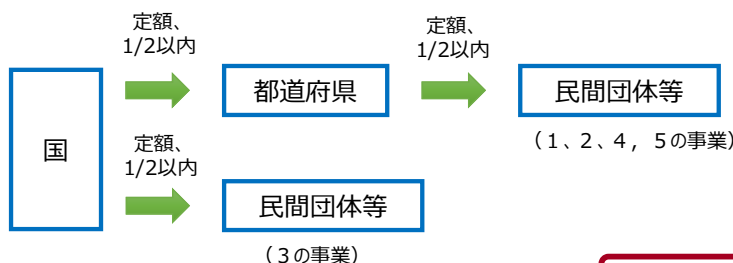 定額、
1/2以内
定額、
1/2以内
国
都道府県
民間団体等
（１、２、４，５の事業）
定額、
1/2以内
民間団体等
（３の事業）